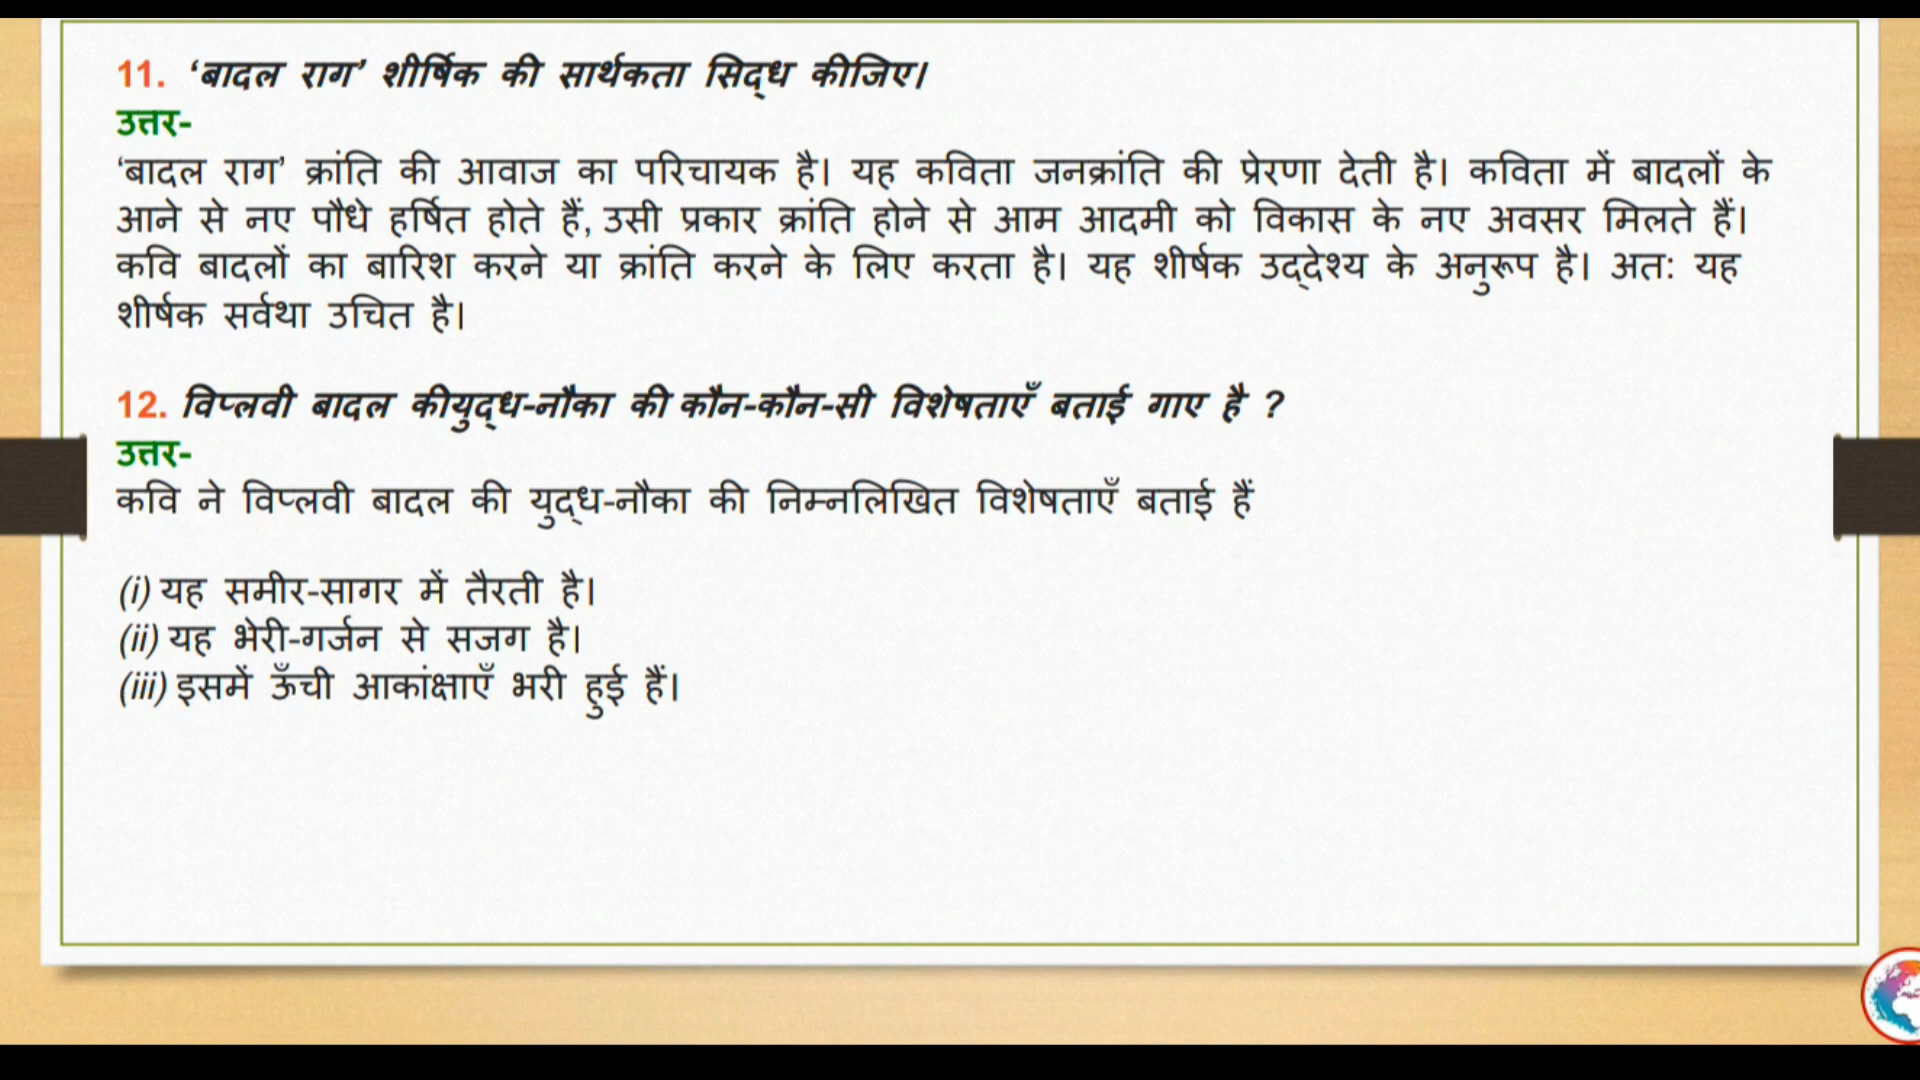 11. ‘बादल राग’ शीर्षिक की सार्थकता सिद्ध कीजिए।
उत्तर-
‘बादल राग’ क्रांति की आवाज का परिचायक है। यह कविता जनक्रांति की प्रेरणा देती है। कविता में बादलों के
आने से नए पौधे हर्षित होते हैं, उसी प्रकार क्रांति होने से आम आदमी को विकास के नए अवसर मिलते हैं।
कवि बादलों का बारिश करने या क्रांति करने के लिए करता है। यह शीर्षक उद्देश्य के अनुरूप है। अत: यह
शीर्षक सर्वथा उचित है।
12. विप्लवी बादल कीयुद्ध-नौका की कौन-कौन-सी विशेषताएँ बताई गाए है ?
उत्तर-
कवि ने विप्लवी बादल की युद्ध-नौका की निम्नलिखित विशेषताएँ बताई हैं
(i) यह समीर-सागर में तैरती है।
(ii) यह भेरी-गर्जन से सजग है।
(iii) इसमें ऊँची आकांक्षाएँ भरी हुई हैं।